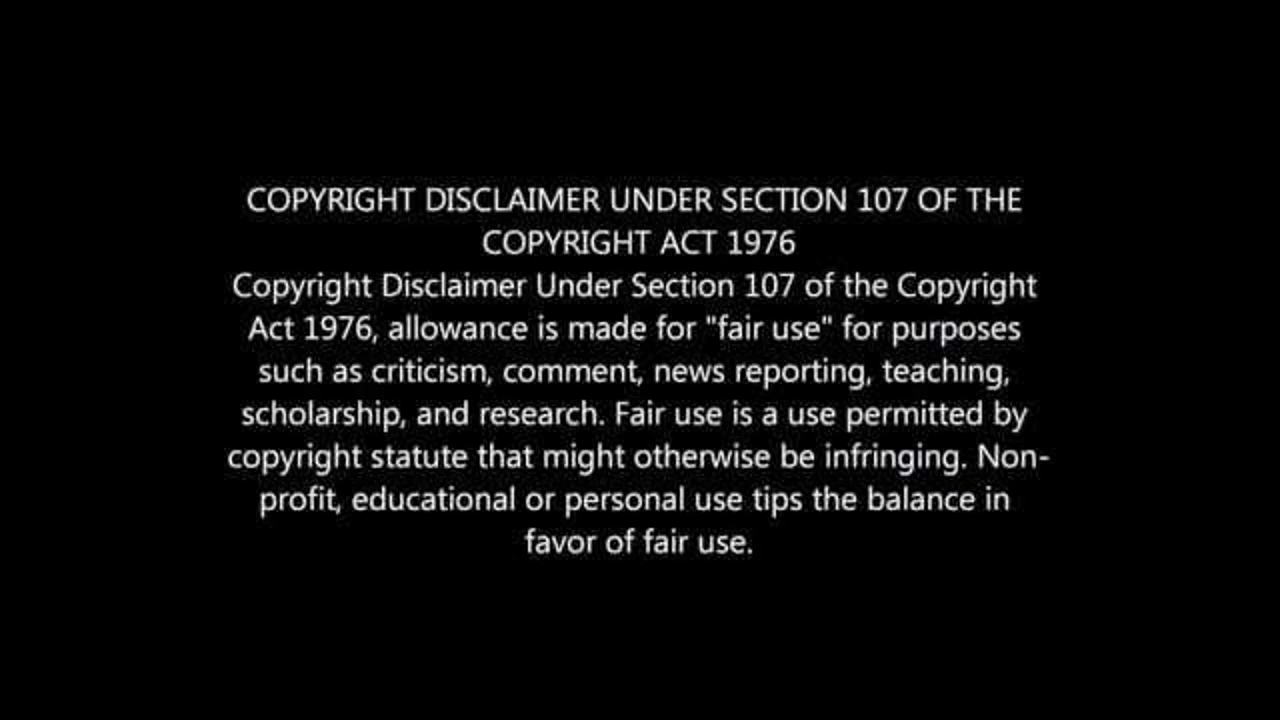 COPYRIGHT DISCLAIMER UNDER SECTION 107 OF THE
COPYRIGHT ACT 1976
Copyright Disclaimer Under Section 107 of the Copyright
Act 1976, allowance is made for "fair use" for purposes
such as criticism, comment, news reporting, teaching,
scholarship, and research. Fair use is a use permitted by
copyright statute that might otherwise be infringing. Non-
profit, educational or personal use tips the balance in
favor of fair use.